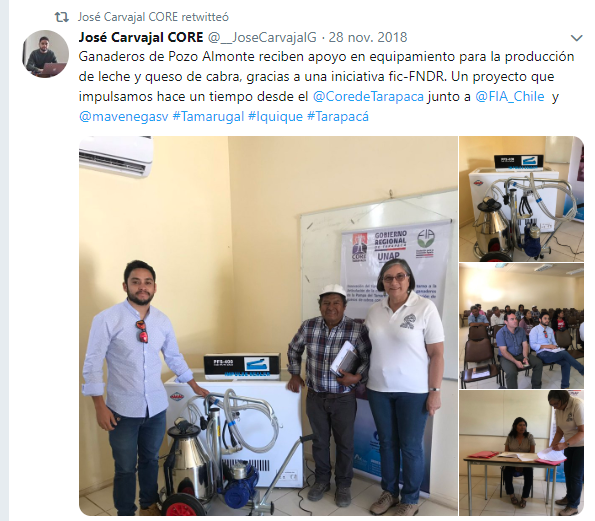 José Carvajal CORE retwitteó
José Carvajal CORE @__JoseCarvajalG · 28 nov. 2018
Ganaderos de Pozo Almonte reciben apoyo en equipamiento para la producción
de leche y queso de cabra, gracias a una iniciativa fic-FNDR. Un proyecto que
impulsamos hace un tiempo desde el @CoredeTarapaca junto a @FIA_Chile y
@mavenegasv #Tamarugal #Iquique #Tarapacá
CORE
GOBIERNO
REGIONAL
FIA
UNAP